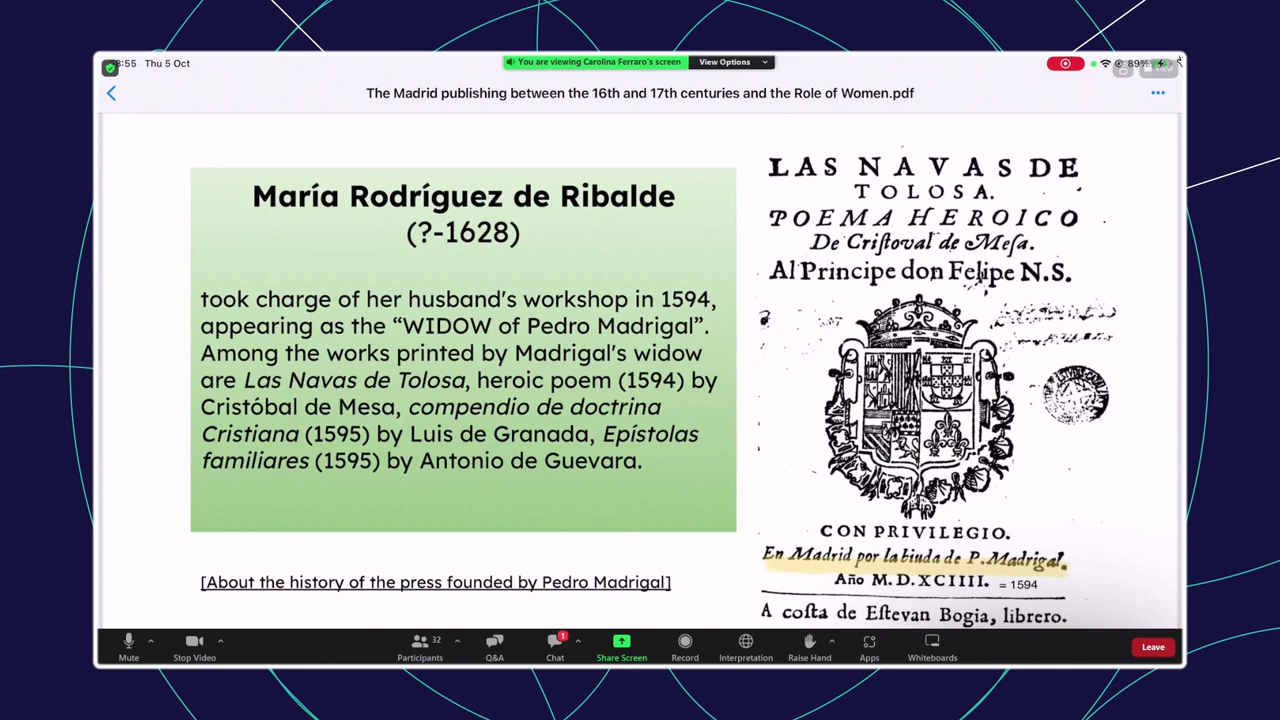 8:55 Thu 5 Oct
You are viewing Carolina Ferraro's screen
View Options
89%
View
The Madrid publishing between the 16th and 17th centuries and the Role of Women.pdf
María Rodríguez de Ribalde
(?-1628)
took charge of her husband's workshop in 1594,
appearing as the “WIDOW of Pedro Madrigal”.
Among the works printed by Madrigal's widow
are Las Navas de Tolosa, heroic poem (1594) by
Cristóbal de Mesa, compendio de doctrina
Cristiana (1595) by Luis de Granada, Epístolas
familiares (1595) by Antonio de Guevara.
[About the history of the press founded by Pedro Madrigal]
LAS NAVAS DE
TOLOSA.
POEMA HEROICO
De Criſtoval de Meſa.
Al Principe don Felipe N.S.
CON PRIVILEGIO.
En Madrid por la biuda de P. Madrigal.
Año M.D.XCIIII. = 1594
A coſta de Eſtevan Bogia, librero.
Mute
Stop Video
32
Participants
Q&A
1
Chat
Share Screen
Record
Interpretation
Raise Hand
Apps
Whiteboards
Leave